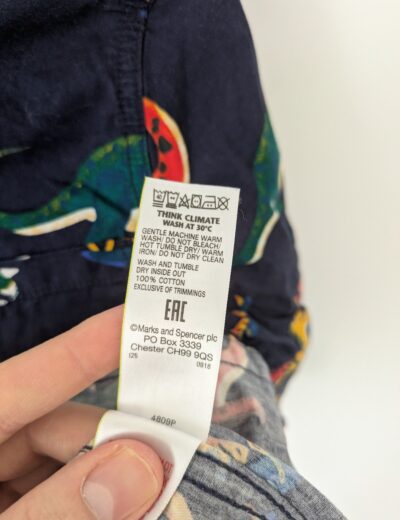 THINK CLIMATE
WASH AT 30°C
GENTLE MACHINE WARM
WASH/ DO NOT BLEACH/
HOT TUMBLE DRY/ WARM
IRON/ DO NOT DRY CLEAN
WASH AND TUMBLE
DRY INSIDE OUT
100% COTTON
EXCLUSIVE OF TRIMMINGS
EAC
©Marks and Spencer plc
PO Box 3339
Chester CH99 9QS
I25 0918
4809P